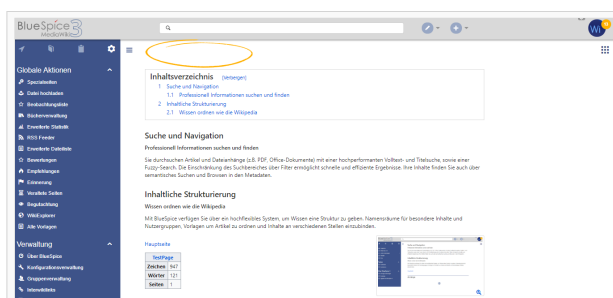 BlueSpice 3
MediaWiki
Wi
Globale Aktionen
Spezialseiten
Datei hochladen
Beobachtungsliste
Bücherverwaltung
Erweiterte Statistik
RSS Feeder
Erweiterte Dateiliste
Bewertungen
Empfehlungen
Erinnerung
Veraltete Seiten
Begutachtung
WikiExplorer
Alle Vorlagen
Verwaltung
Über BlueSpice
Konfigurationsverwaltung
Gruppenverwaltung
Interwikilinks
Inhaltsverzeichnis [Verbergen]
1 Suche und Navigation
1.1 Professionell Informationen suchen und finden
2 Inhaltliche Strukturierung
2.1 Wissen ordnen wie die Wikipedia
Suche und Navigation
Professionell Informationen suchen und finden
Sie durchsuchen Artikel und Dateianhänge (z.B. PDF, Office-Dokumente) mit einer hochperformanten Volltext- und Titelsuche, sowie einer
Fuzzy-Search. Die Einschränkung des Suchbereiches über Filter ermöglicht schnelle und effiziente Ergebnisse. Ihre Inhalte finden Sie auch über
semantisches Suchen und Browsen in den Metadaten.
Inhaltliche Strukturierung
Wissen ordnen wie die Wikipedia
Mit BlueSpice verfügen Sie über ein hochflexibles System, um Wissen eine Struktur zu geben. Namensräume für besondere Inhalte und
Nutzergruppen, Vorlagen um Artikel zu ordnen und Inhalte an verschiedenen Stellen einzubinden.
Hauptseite
TestPage
Zeichen 947
Wörter 121
Seiten 1